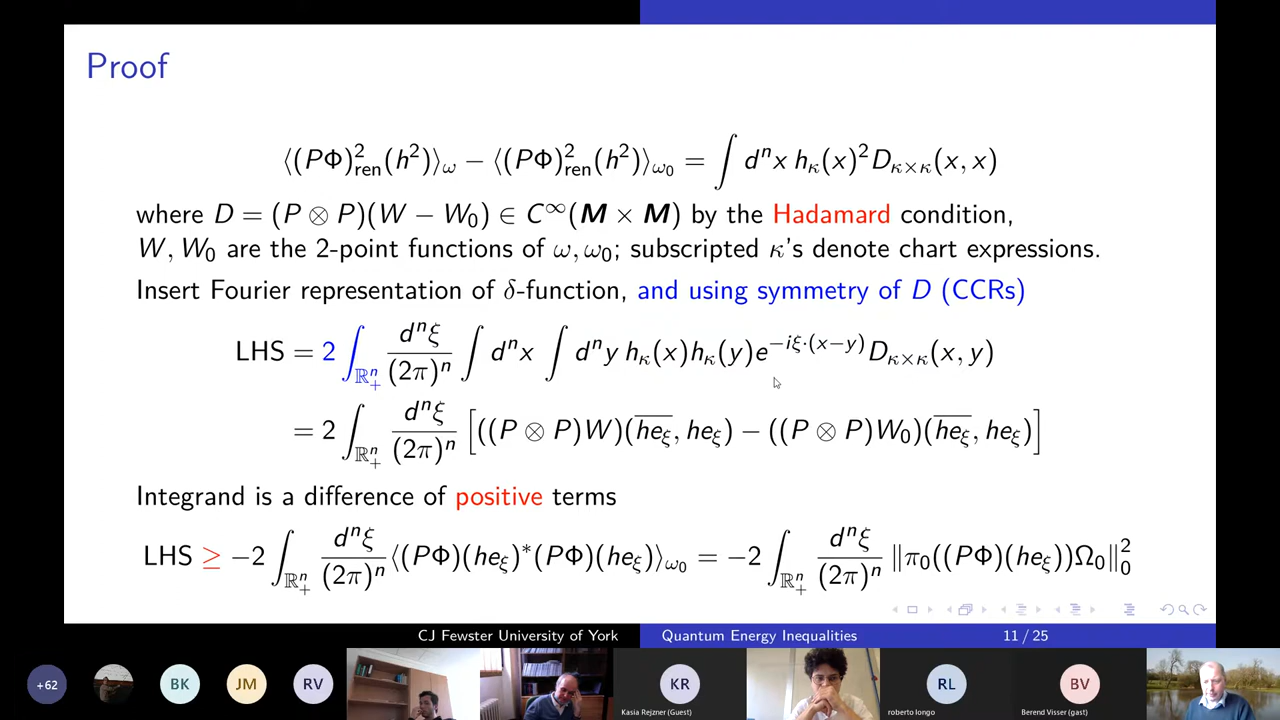 Proof
⟨(PΦ)²_ren(h²)⟩_ω − ⟨(PΦ)²_ren(h²)⟩_ω₀ = ∫ dⁿx h_κ(x)² D_κ×κ(x, x)
where D = (P ⊗ P)(W − W₀) ∈ C^∞(M × M) by the Hadamard condition,
W, W₀ are the 2-point functions of ω, ω₀; subscripted κ's denote chart expressions.
Insert Fourier representation of δ-function, and using symmetry of D (CCRs)
LHS = 2 ∫_ℝⁿ₊ dⁿξ/(2π)ⁿ ∫ dⁿx ∫ dⁿy h_κ(x)h_κ(y)e^{−iξ·(x−y)} D_κ×κ(x, y)
= 2 ∫_ℝⁿ₊ dⁿξ/(2π)ⁿ [((P ⊗ P)W)(\overline{he_ξ}, he_ξ) − ((P ⊗ P)W₀)(\overline{he_ξ}, he_ξ)]
Integrand is a difference of positive terms
LHS ≥ −2 ∫_ℝⁿ₊ dⁿξ/(2π)ⁿ ⟨(PΦ)(he_ξ)*(PΦ)(he_ξ)⟩_ω₀ = −2 ∫_ℝⁿ₊ dⁿξ/(2π)ⁿ ‖π₀((PΦ)(he_ξ))Ω₀‖²₀
CJ Fewster University of York Quantum Energy Inequalities 11 / 25
+62 BK JM RV KR RL BV
Kasia Rejzner (Guest) roberto longo Berend Visser (gast)